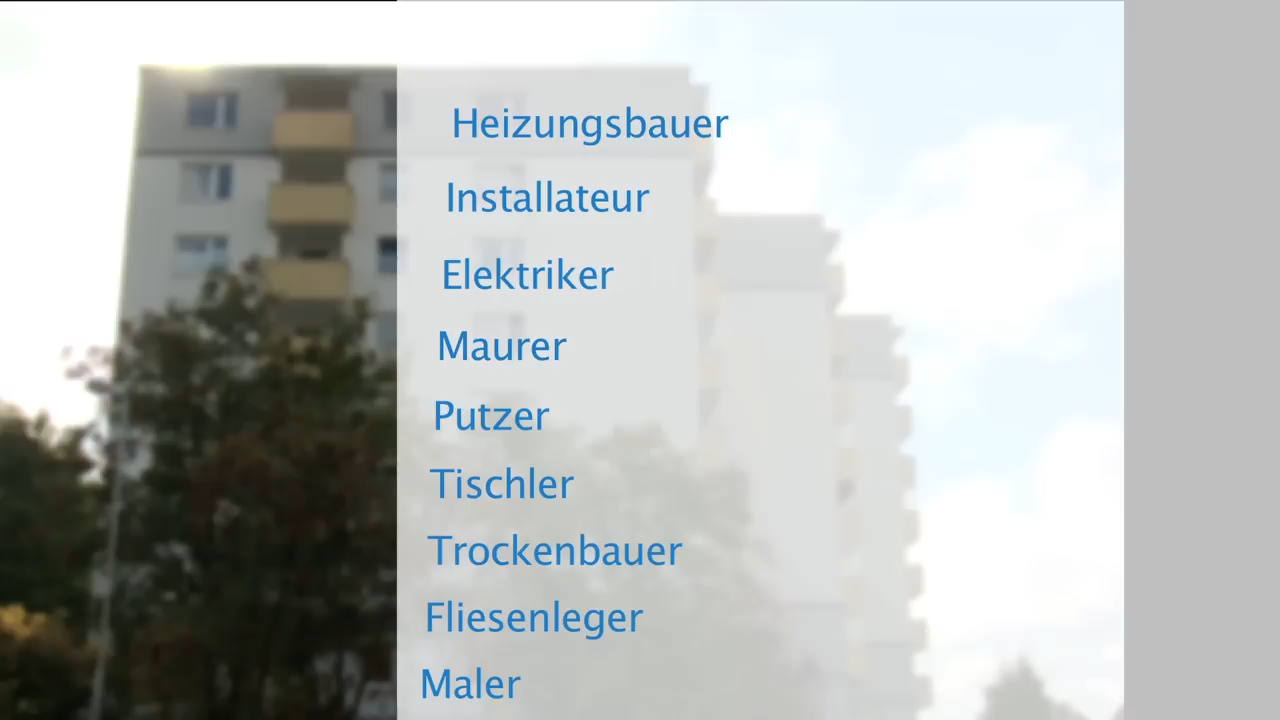 Heizungsbauer
Installateur
Elektriker
Maurer
Putzer
Tischler
Trockenbauer
Fliesenleger
Maler